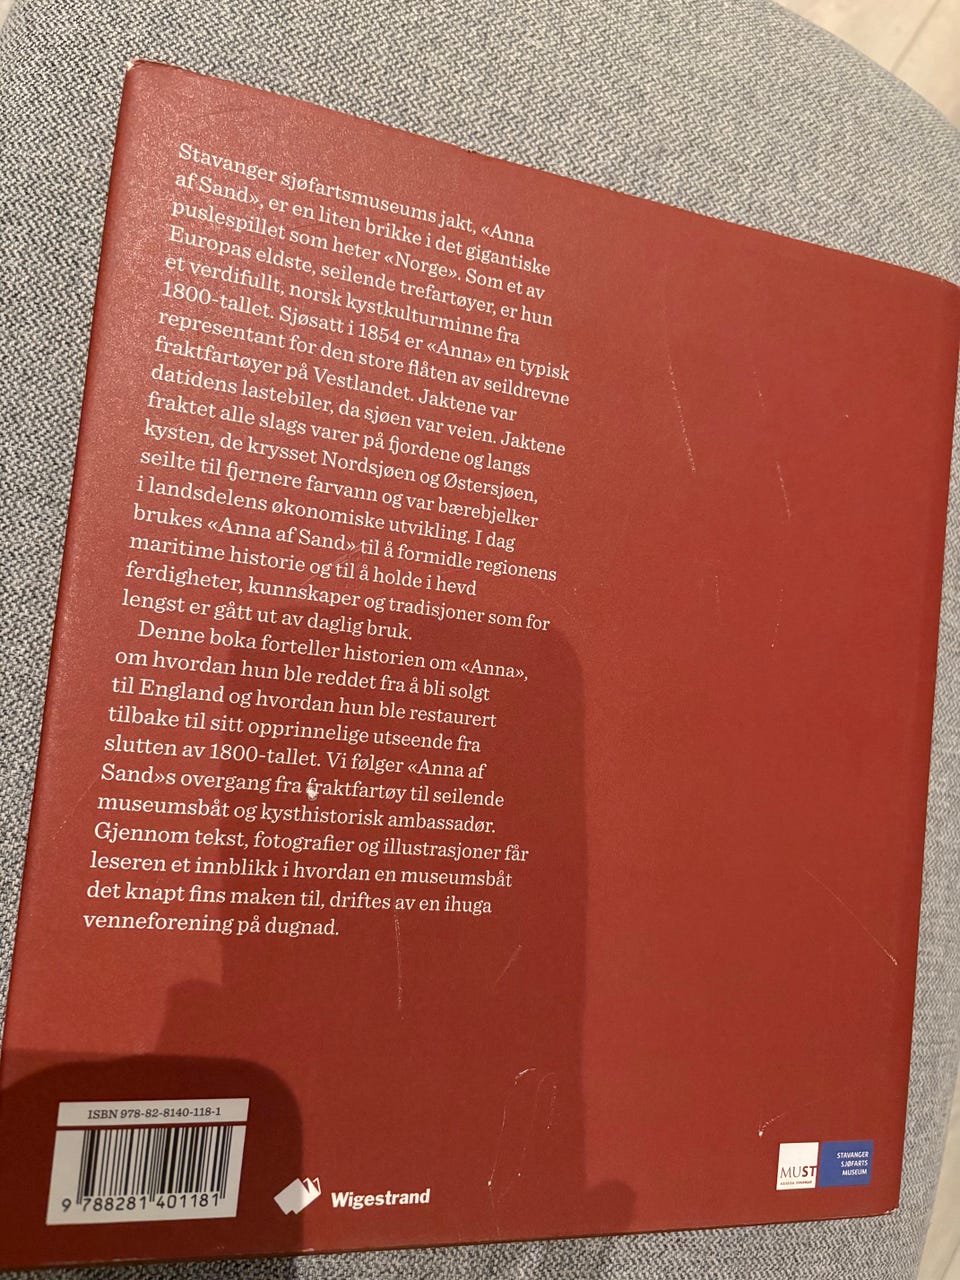 Stavanger sjøfartsmuseums jakt, «Anna
af Sand», er en liten brikke i det gigantiske
puslespillet som heter «Norge». Som et av
Europas eldste, seilende trefartøyer, er hun
et verdifullt, norsk kystkulturminne fra
1800-tallet. Sjøsatt i 1854 er «Anna» en typisk
representant for den store flåten av seildrevne
fraktfartøyer på Vestlandet. Jaktene var
datidens lastebiler, da sjøen var veien. Jaktene
fraktet alle slags varer på fjordene og langs
kysten, de krysset Nordsjøen og Østersjøen,
seilte til fjernere farvann og var bærebjelker
i landsdelens økonomiske utvikling. I dag
brukes «Anna af Sand» til å formidle regionens
maritime historie og til å holde i hevd
ferdigheter, kunnskaper og tradisjoner som for
lengst er gått ut av daglig bruk.
Denne boka forteller historien om «Anna»,
om hvordan hun ble reddet fra å bli solgt
til England og hvordan hun ble restaurert
tilbake til sitt opprinnelige utseende fra
slutten av 1800-tallet. Vi følger «Anna af
Sand»s overgang fra fraktfartøy til seilende
museumsbåt og kysthistorisk ambassadør.
Gjennom tekst, fotografier og illustrasjoner får
leseren et innblikk i hvordan en museumsbåt
det knapt fins maken til, driftes av en ihuga
venneforening på dugnad.
ISBN 978-82-8140-118-1
9 788281 401181
Wigestrand
MUST
STAVANGER
SJØFARTS
MUSEUM